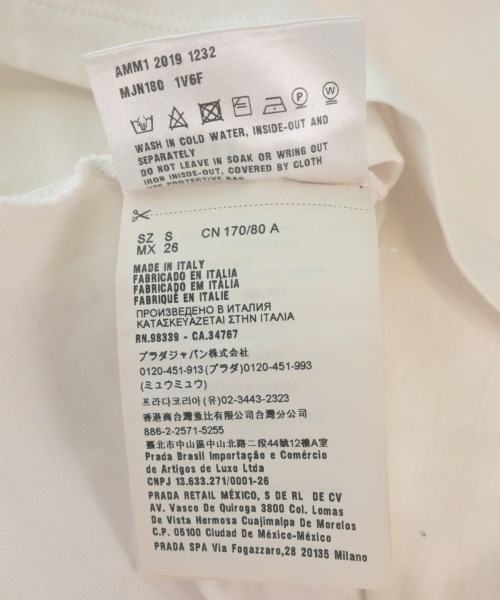 AMM1 2019 1232
MJN180 1V6F
P W
WASH IN COLD WATER, INSIDE-OUT AND
SEPARATELY
DO NOT LEAVE IN SOAK OR WRING OUT
IRON INISDE-OUT, COVERED BY CLOTH
USE PROTECTIVE BAG
SZ S CN 170/80 A
MX 26
MADE IN ITALY
FABRICADO EN ITALIA
FABRICADO EM ITÁLIA
FABRIQUÉ EN ITALIE
ПРОИЗВЕДЕНО В ИТАЛИЯ
ΚΑΤΑΣΚΕΥΑΖΕΤΑΙ ΣΤΗΝ ΙΤΑΛΙΑ
RN.98339 - CA.34767
プラダジャパン株式会社
0120-451-913(プラダ)0120-451-993
(ミュウミュウ)
프라다코리아 (유)02-3443-2323
香港商台灣璞比有限公司台灣分公司
886-2-2571-5255
臺北市中山區中山北路二段44號12樓A室
Prada Brasil Importação e Comércio
de Artigos de Luxo Ltda
CNPJ 13.633.271/0001-26
PRADA RETAIL MÉXICO, S DE RL DE CV
AV. Vasco De Quiroga 3800 Col. Lomas
De Vista Hermosa Cuajimalpa De Morelos
C.P. 05100 Ciudad De México-México
PRADA SPA Via Fogazzaro,28 20135 Milano